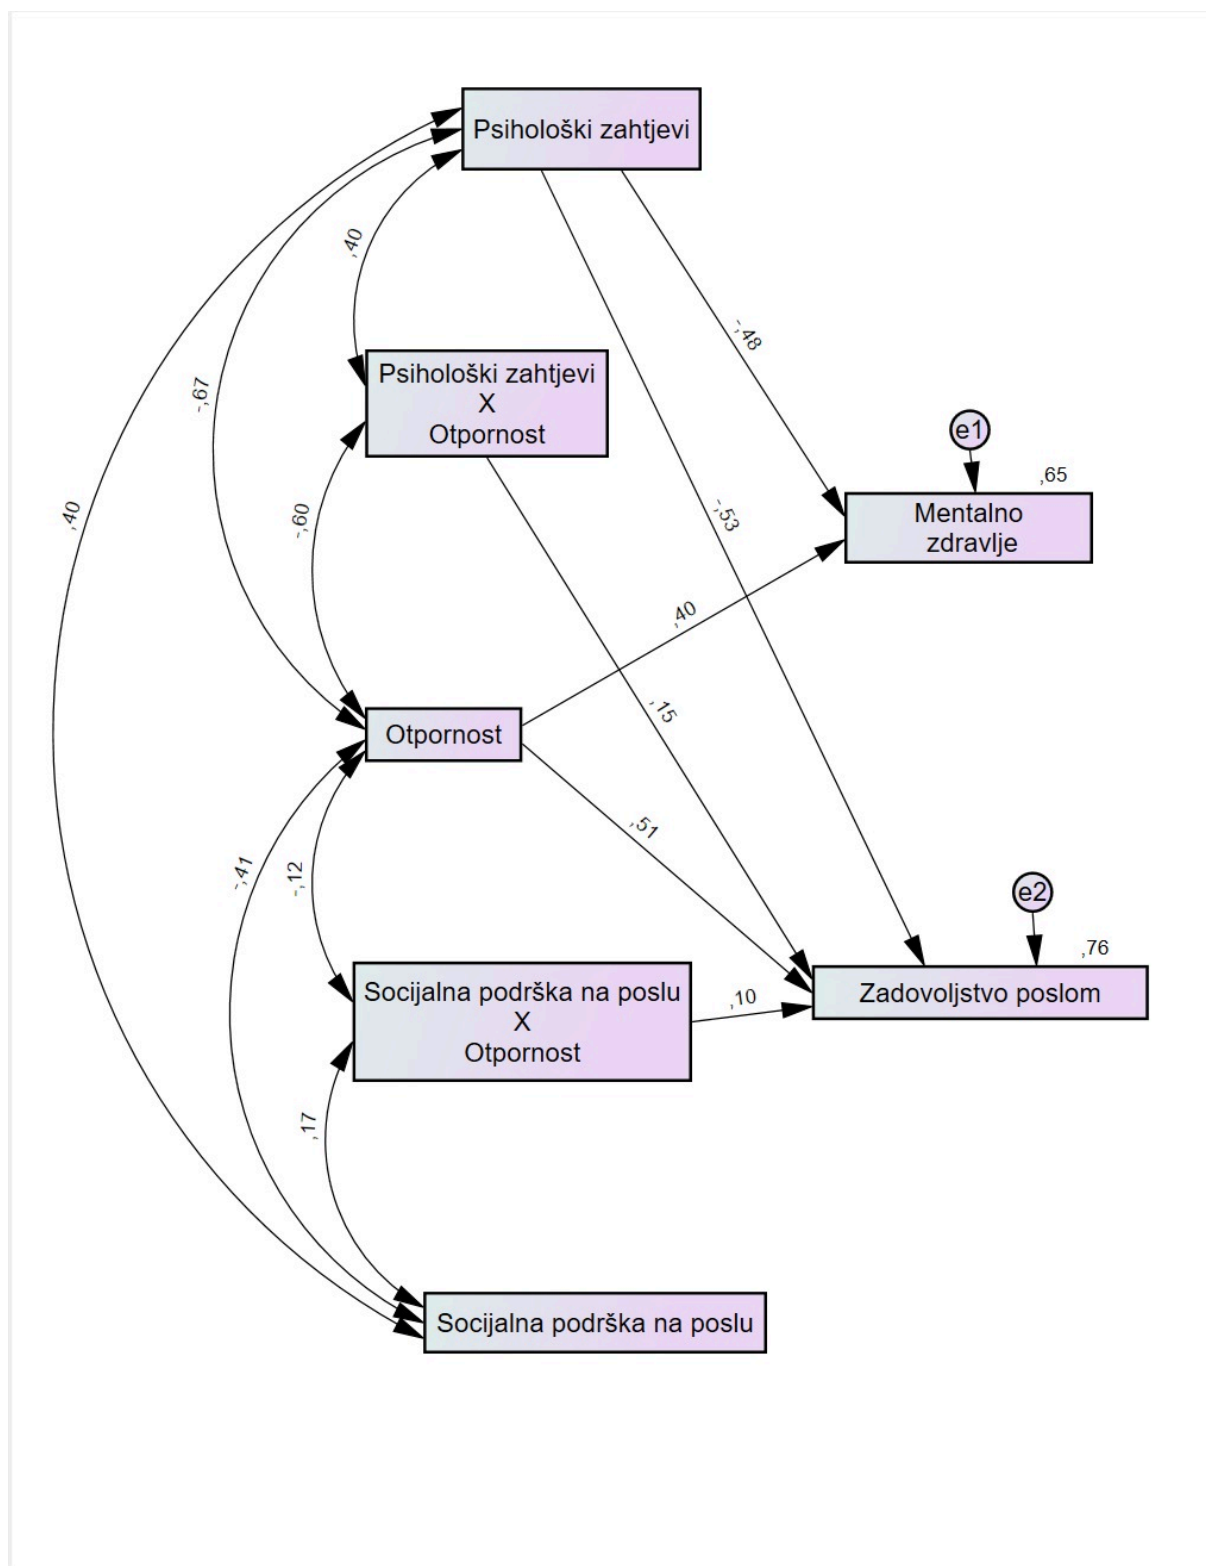 Psihološki zahtjevi
,40
-,48
-,67
Psihološki zahtjevi
X
Otpornost
e1
,65
Mentalno
zdravlje
,40
-,60
-,53
,40
,15
Otpornost
,51
-,41
-,12
e2
,76
Socijalna podrška na poslu
X
Otpornost
,10
Zadovoljstvo poslom
,17
Socijalna podrška na poslu